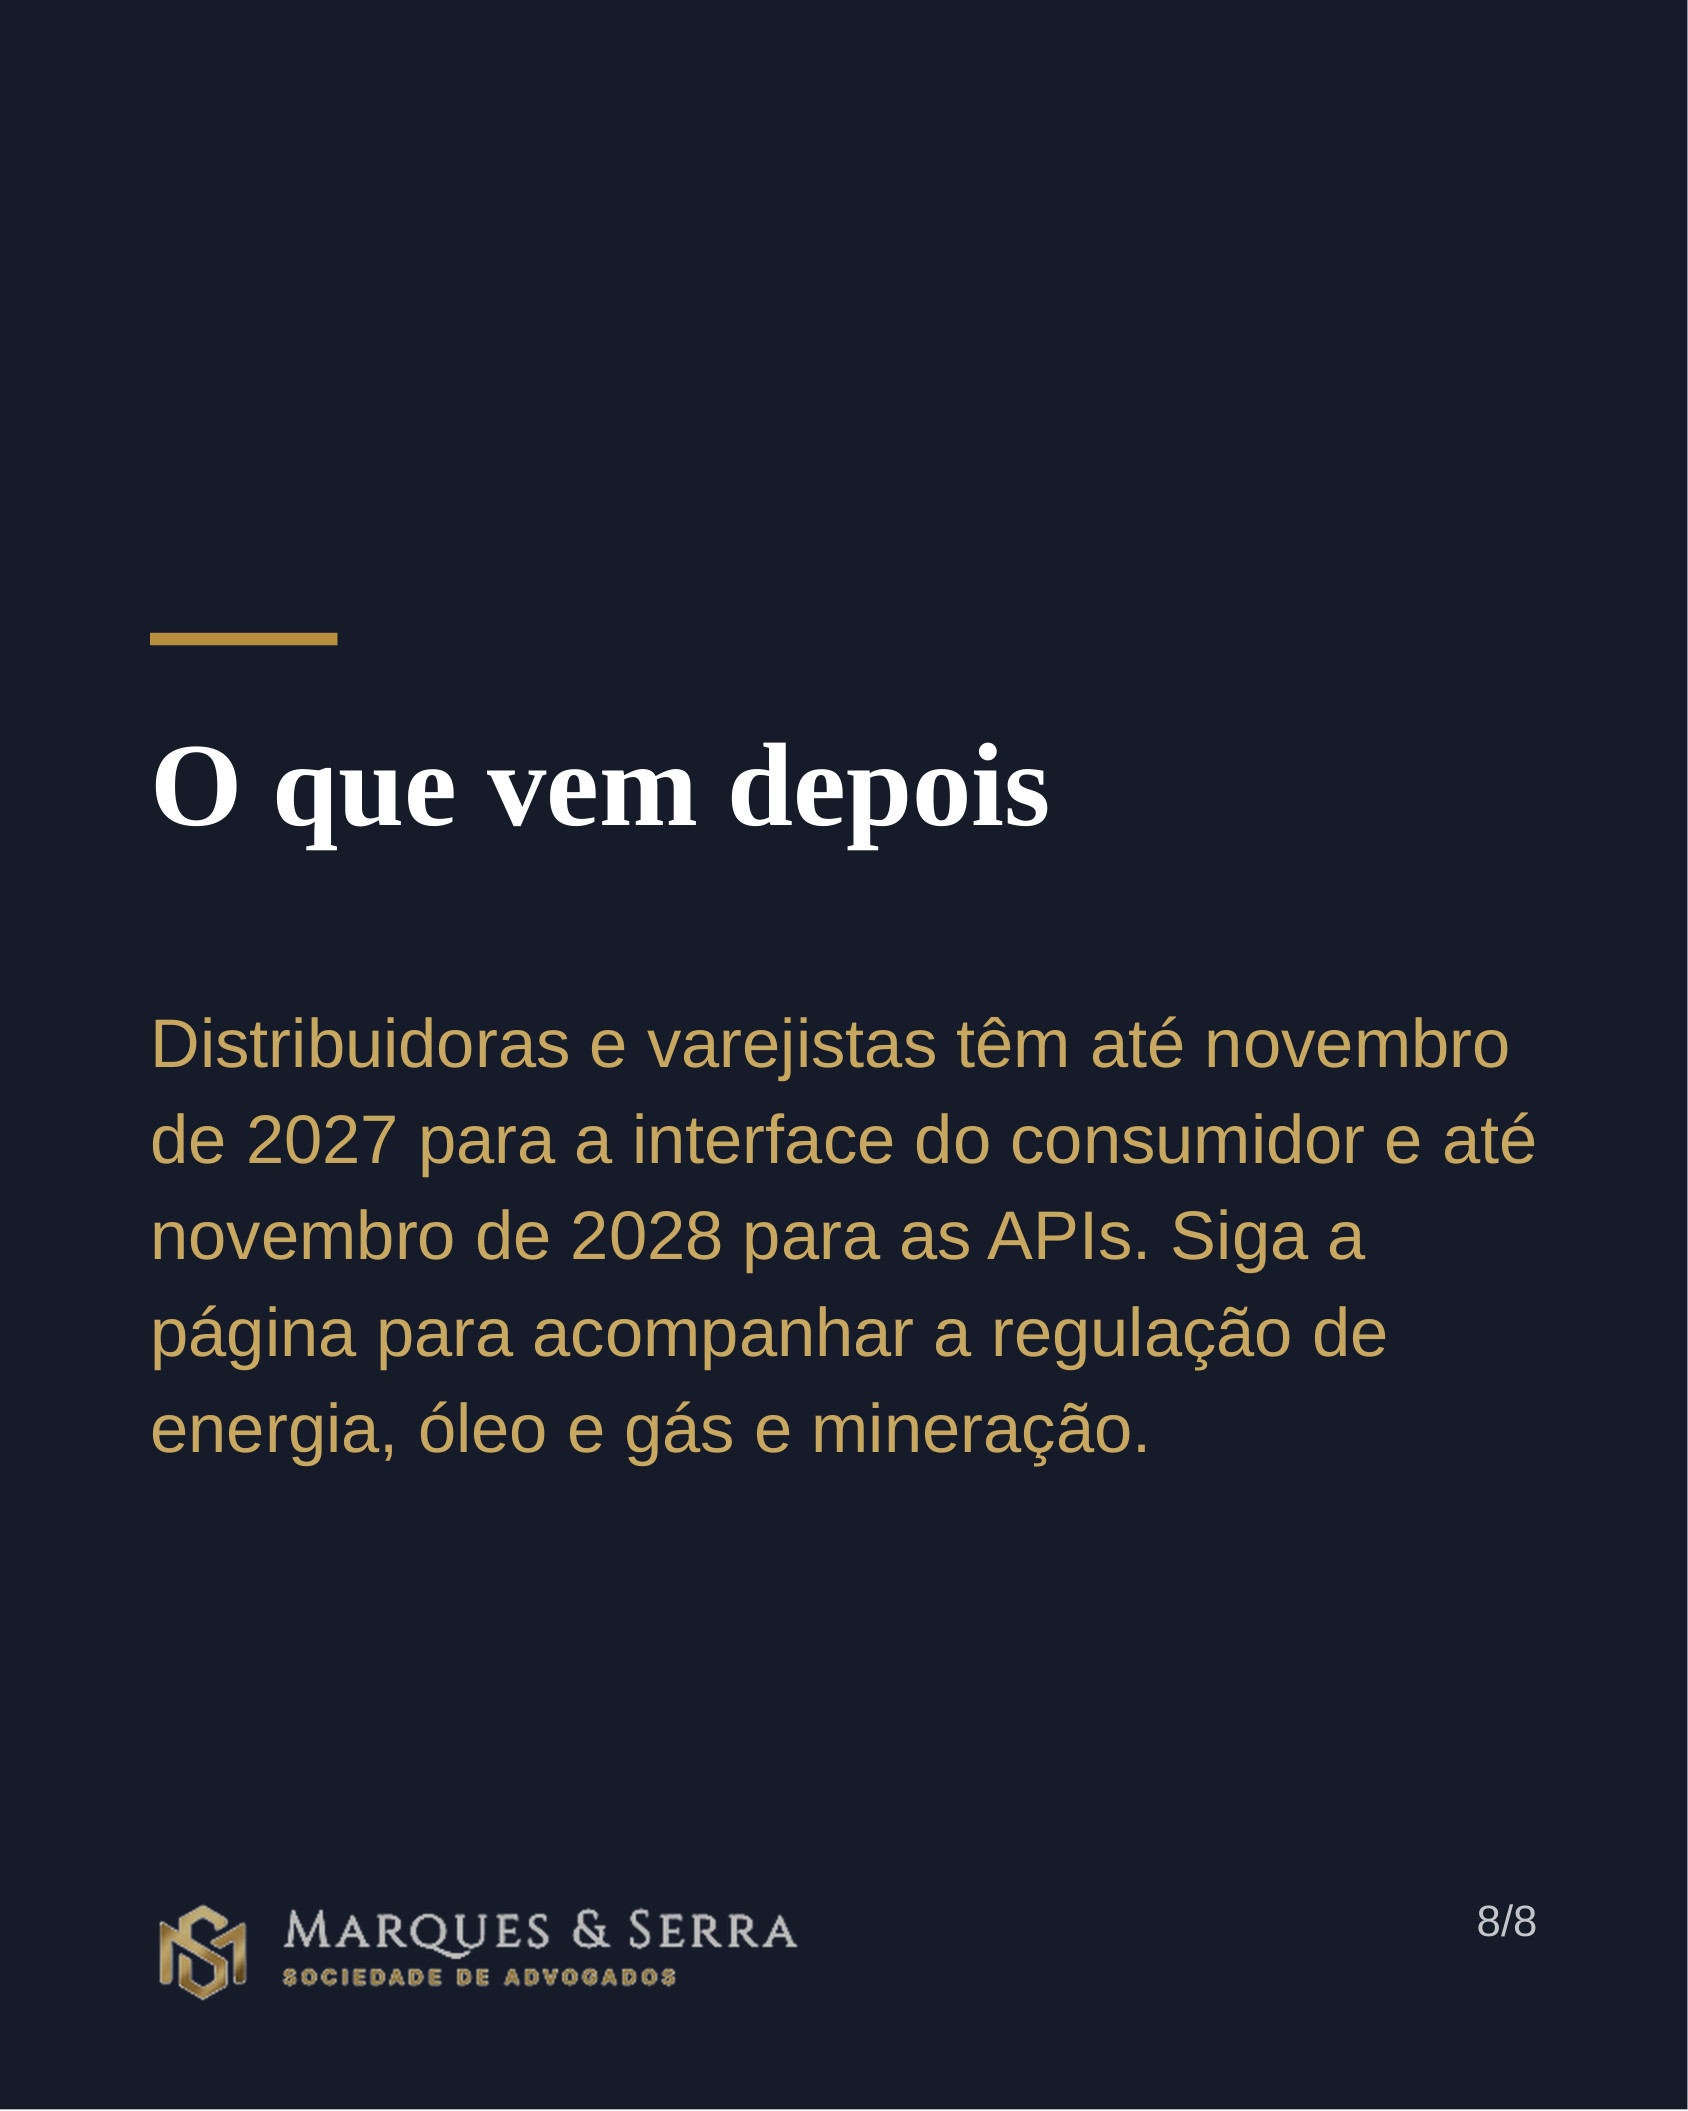 O que vem depois
Distribuidoras e varejistas têm até novembro
de 2027 para a interface do consumidor e até
novembro de 2028 para as APIs. Siga a
página para acompanhar a regulação de
energia, óleo e gás e mineração.
MARQUES & SERRA
SOCIEDADE DE ADVOGADOS
8/8